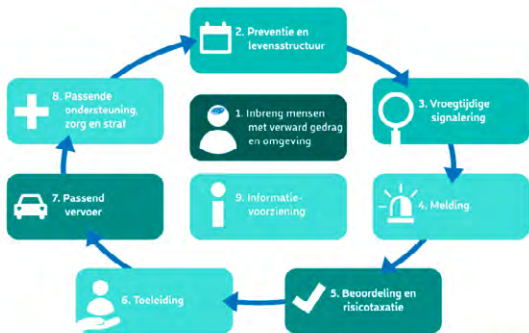 2. Preventie en
levensstructuur
8. Passende
ondersteuning,
zorg en straf
1. Inbreng mensen
met verward gedrag
en omgeving
3. Vroegtijdige
signalering
7. Passend
vervoer
9. Informatie-
voorziening
4. Melding
6. Toeleiding
5. Beoordeling en
risicotaxatie